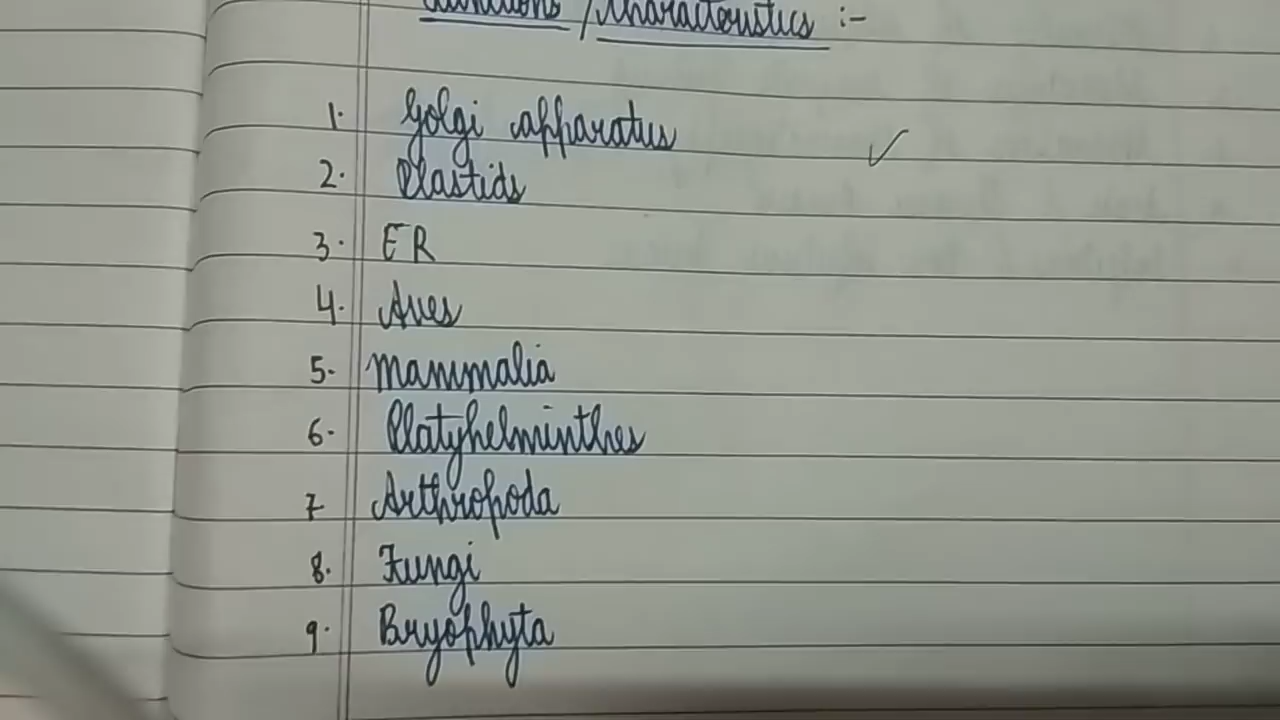 / Characteristics :-
1. Golgi apparatus ✓
2. Plastids
3. ER
4. Aves
5. Mammalia
6. Platyhelminthes
7 Arthropoda
8. Fungi
9. Bryophyta